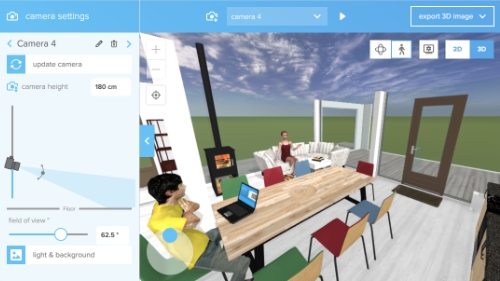 camera settings
camera 4
export 3D image
Camera 4
update camera
camera height
180 cm
2D
3D
Floor
field of view °
62.5 °
light & background